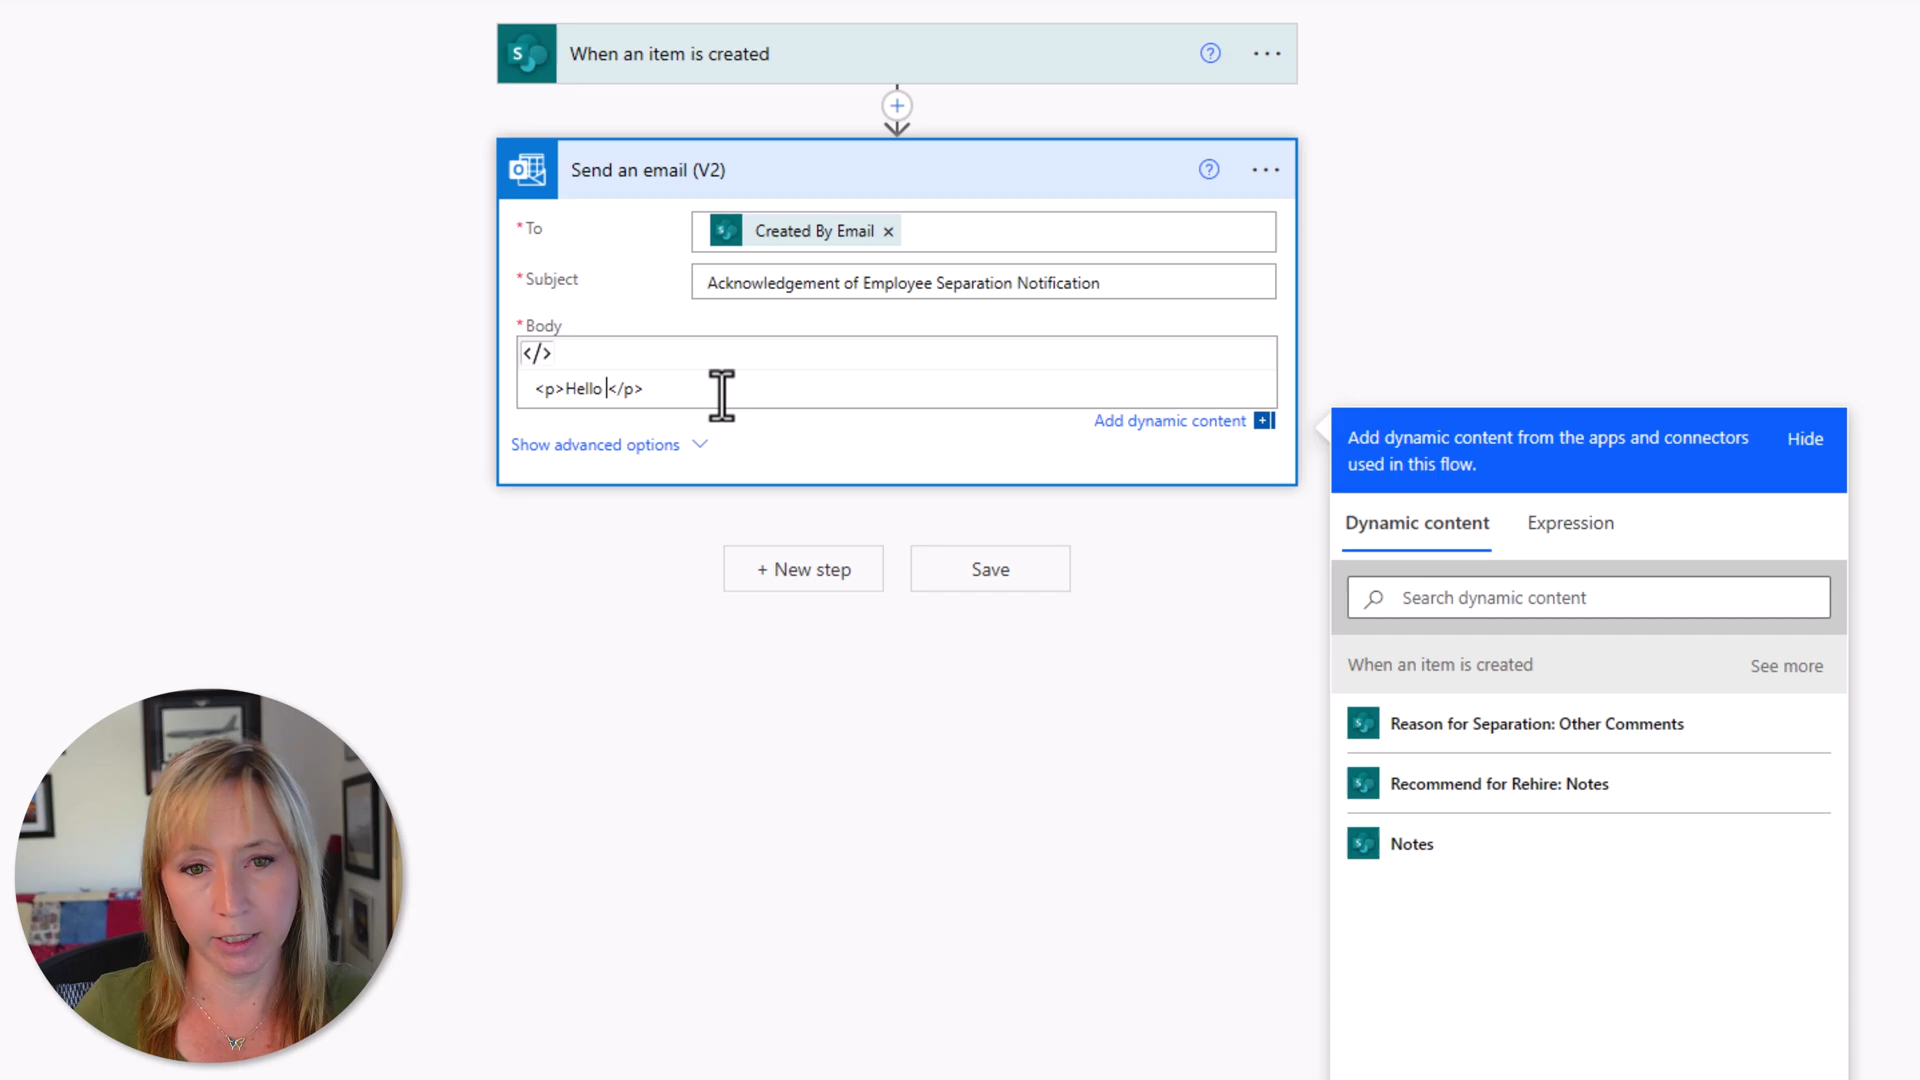 When an item is created
Send an email (V2)
*To
Created By Email ×
*Subject
Acknowledgement of Employee Separation Notification
*Body
</>
<p>Hello </p>
Add dynamic content
Show advanced options
+ New step
Save
Add dynamic content from the apps and connectors
used in this flow.
Hide
Dynamic content
Expression
Search dynamic content
When an item is created
See more
Reason for Separation: Other Comments
Recommend for Rehire: Notes
Notes